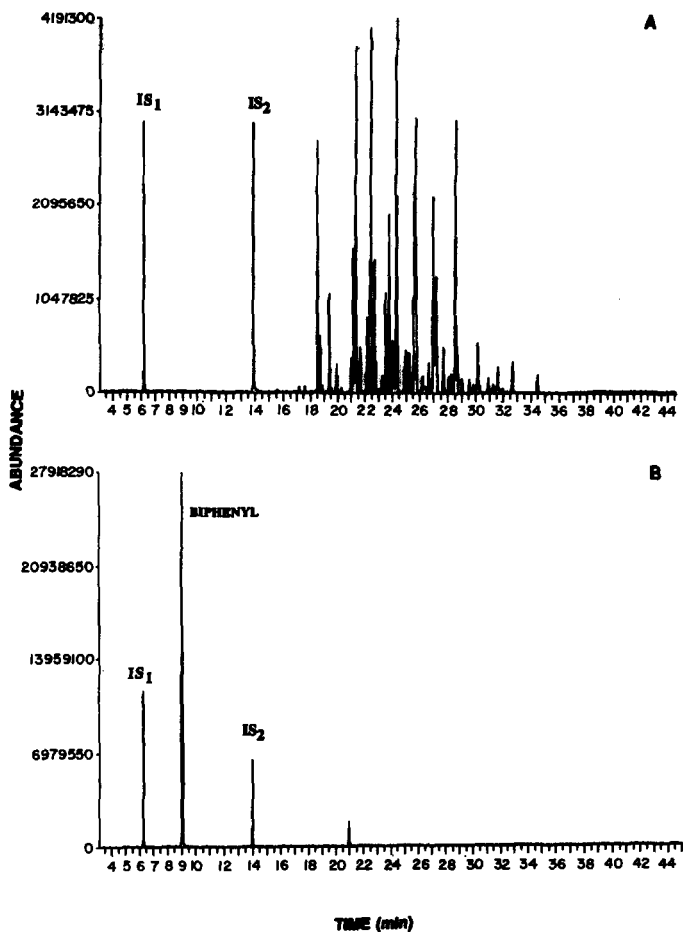 A
4191300
3143475
2095650
1047825
0
IS1
IS2
4 5 6 7 8 9 10 12 14 16 18 20 22 24 26 28 30 32 34 36 38 40 42 44
ABUNDANCE
B
27918290
20938650
13959100
6979550
0
IS1
BIPHENYL
IS2
4 5 6 7 8 9 10 12 14 16 18 20 22 24 26 28 30 32 34 36 38 40 42 44
TIME (min)